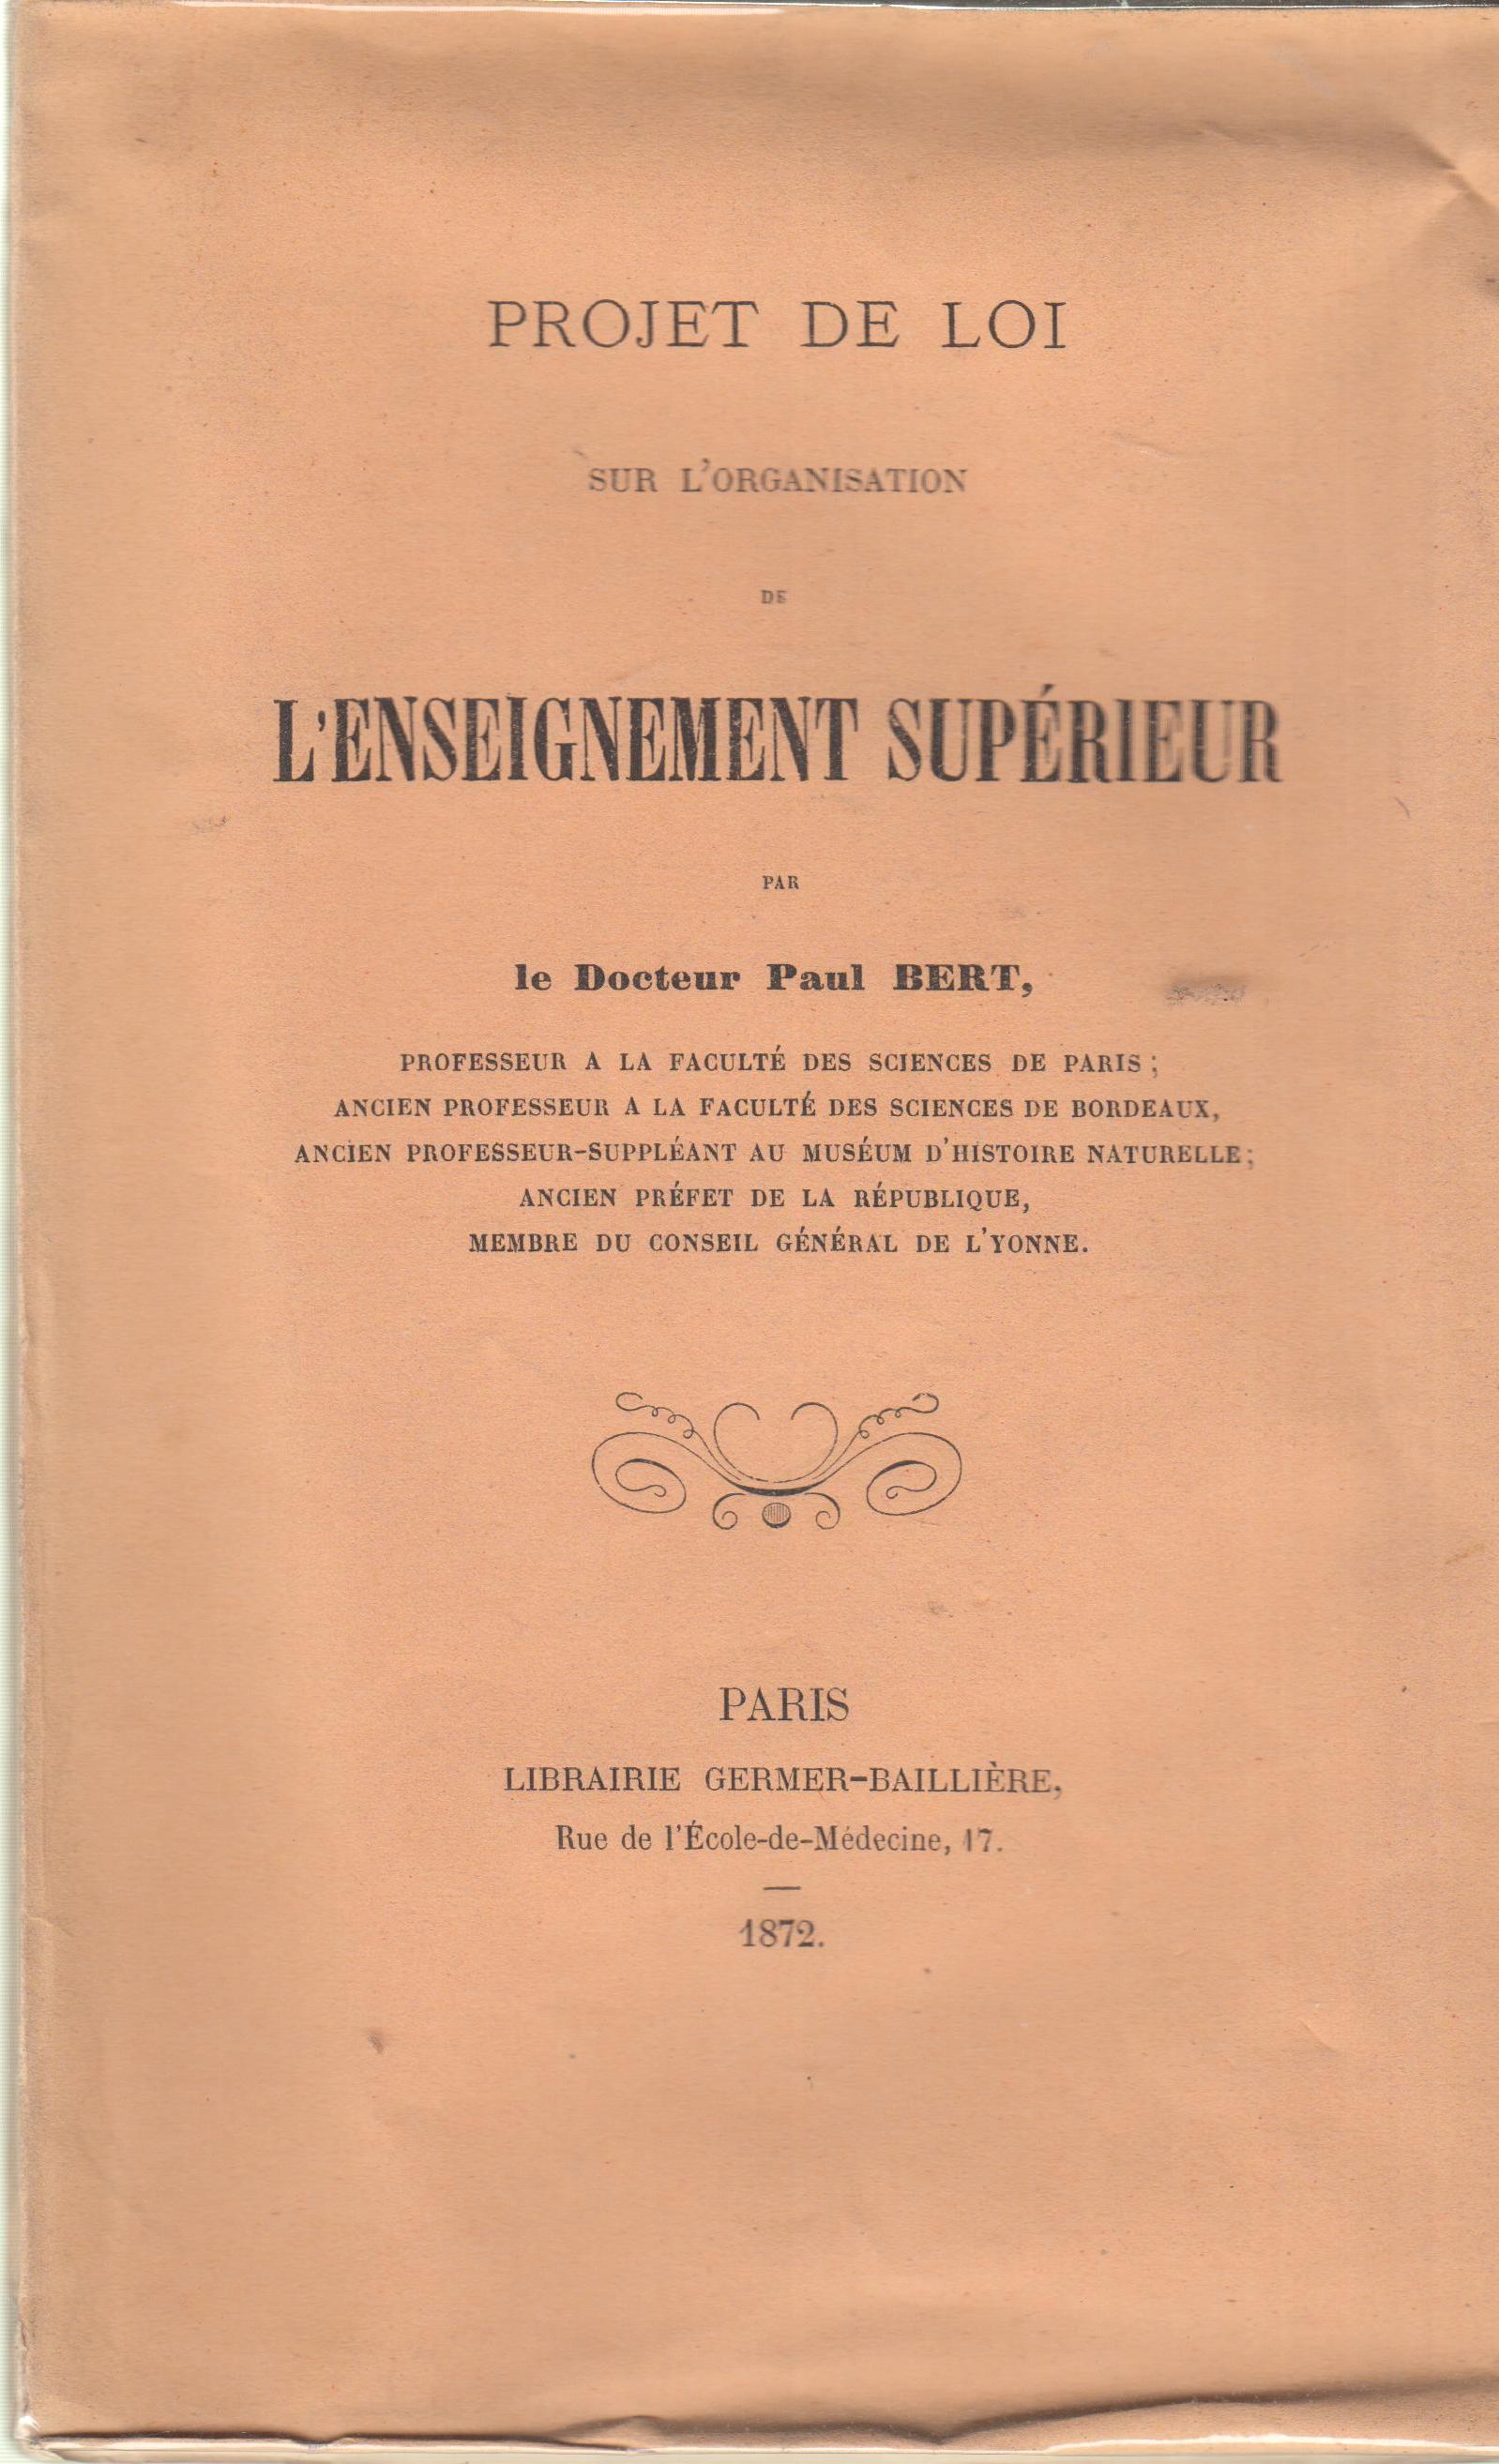 PROJET DE LOI
SUR L'ORGANISATION
DE
L'ENSEIGNEMENT SUPÉRIEUR
PAR
le Docteur Paul BERT,
PROFESSEUR A LA FACULTÉ DES SCIENCES DE PARIS;
ANCIEN PROFESSEUR A LA FACULTÉ DES SCIENCES DE BORDEAUX,
ANCIEN PROFESSEUR-SUPPLÉANT AU MUSÉUM D'HISTOIRE NATURELLE;
ANCIEN PRÉFET DE LA RÉPUBLIQUE,
MEMBRE DU CONSEIL GÉNÉRAL DE L'YONNE.
PARIS
LIBRAIRIE GERMER-BAILLIÈRE,
Rue de l'École-de-Médecine, 17.
1872.